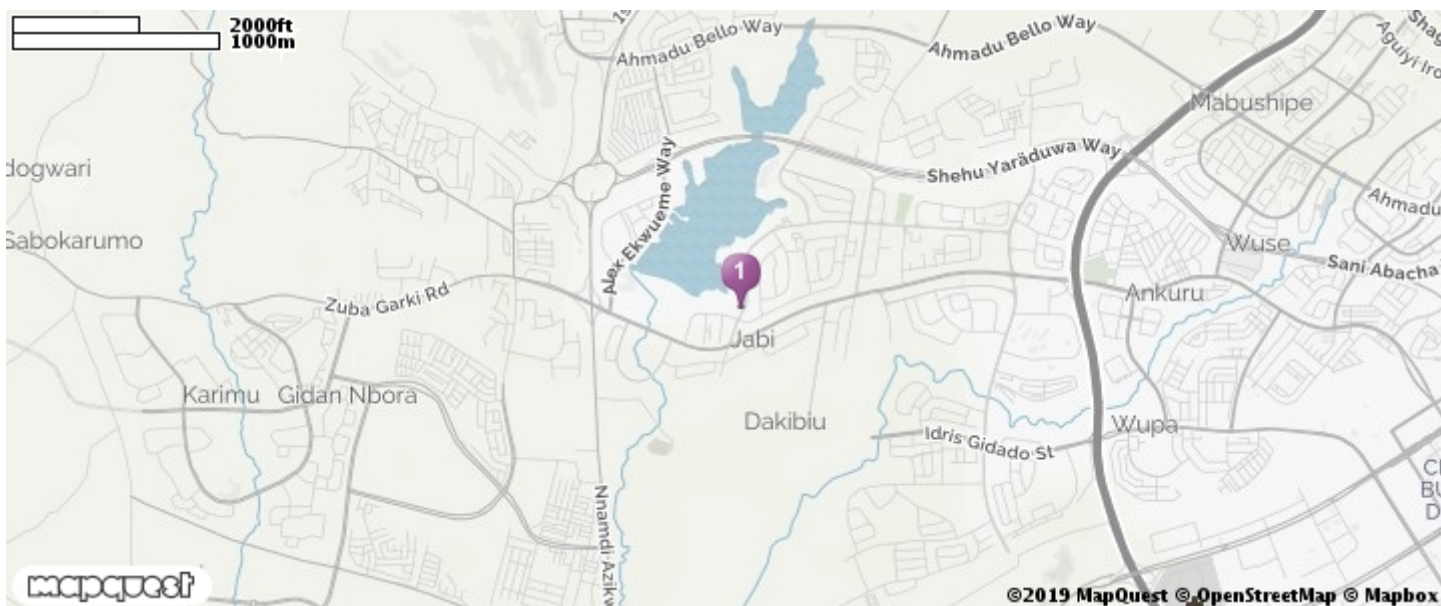 2000ft
1000m
Ahmadu Bello Way
Ahmadu Bello Way
Mabushipe
dogwari
Alex Ekwueme Way
Shehu Yaräduwa Way
Ahmadu
Sabokarumo
Wuse
Sani Abacha
1
Zuba Garki Rd
Ankuru
Jabi
Karimu
Gidan Nbora
Dakibiu
Idris Gidado St
Wupa
Nnamdi Azikw
mapquest
©2019 MapQuest © OpenStreetMap © Mapbox